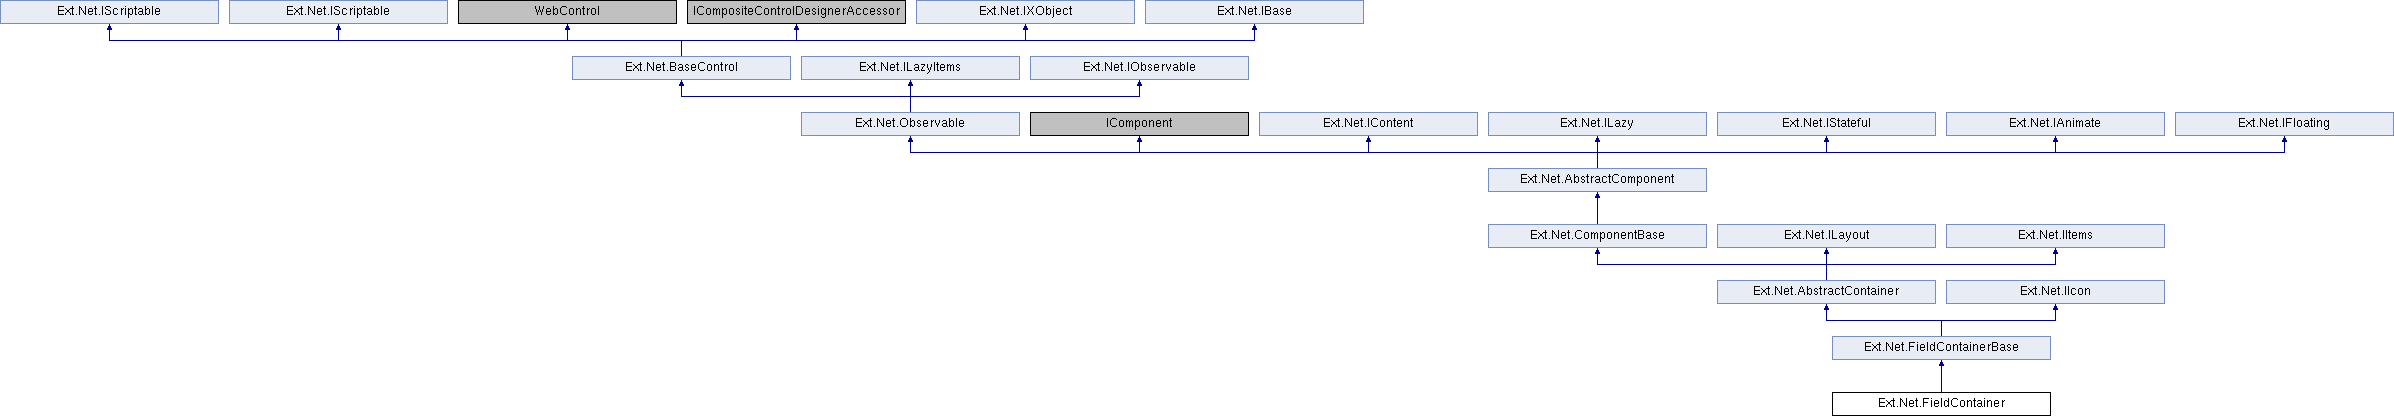 Ext.Net.IScriptable
Ext.Net.IScriptable
WebControl
ICompositeControlDesignerAccessor
Ext.Net.IXObject
Ext.Net.IBase
Ext.Net.BaseControl
Ext.Net.ILazyItems
Ext.Net.IObservable
Ext.Net.Observable
IComponent
Ext.Net.IContent
Ext.Net.ILazy
Ext.Net.IStateful
Ext.Net.IAnimate
Ext.Net.IFloating
Ext.Net.AbstractComponent
Ext.Net.ComponentBase
Ext.Net.ILayout
Ext.Net.IItems
Ext.Net.AbstractContainer
Ext.Net.IIcon
Ext.Net.FieldContainerBase
Ext.Net.FieldContainer